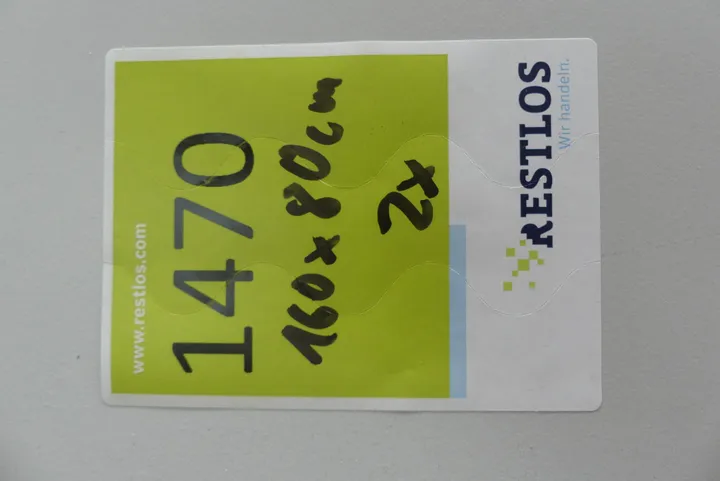 www.restlos.com
1470
160 x 80 cm
2x
RESTLOS
Wir handeln.